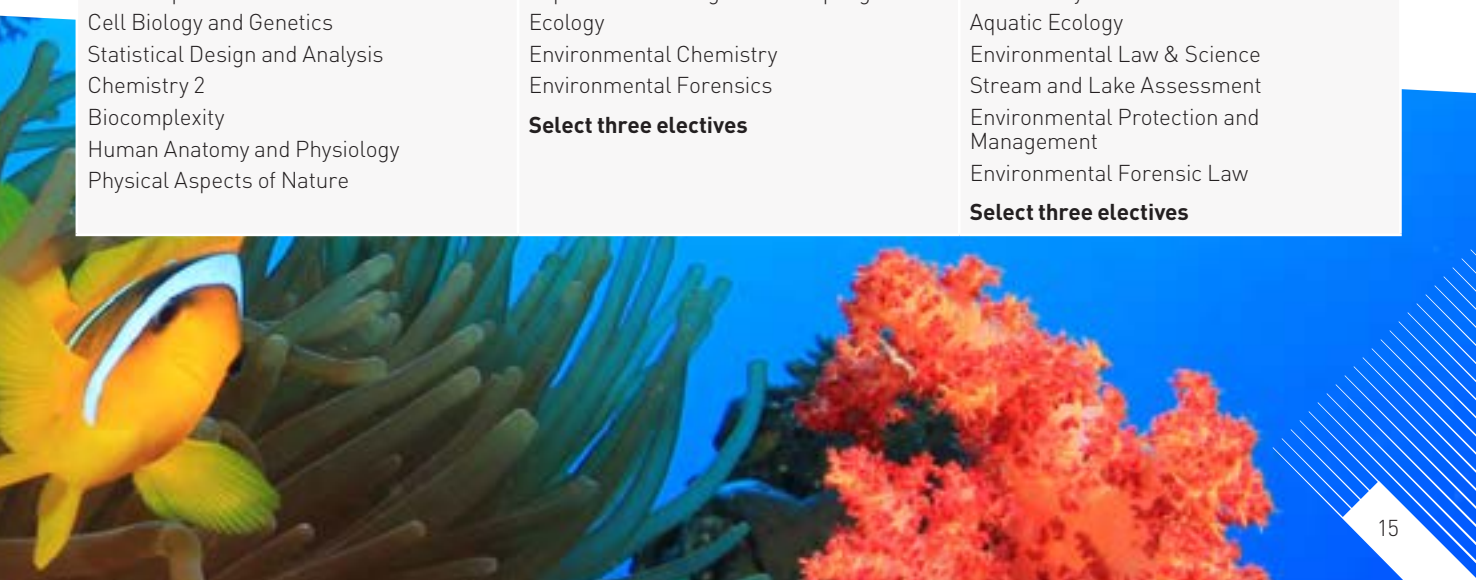 Cell Biology and Genetics
Statistical Design and Analysis
Chemistry 2
Biocomplexity
Human Anatomy and Physiology
Physical Aspects of Nature
Ecology
Environmental Chemistry
Environmental Forensics
Select three electives
Aquatic Ecology
Environmental Law & Science
Stream and Lake Assessment
Environmental Protection and
Management
Environmental Forensic Law
Select three electives
15